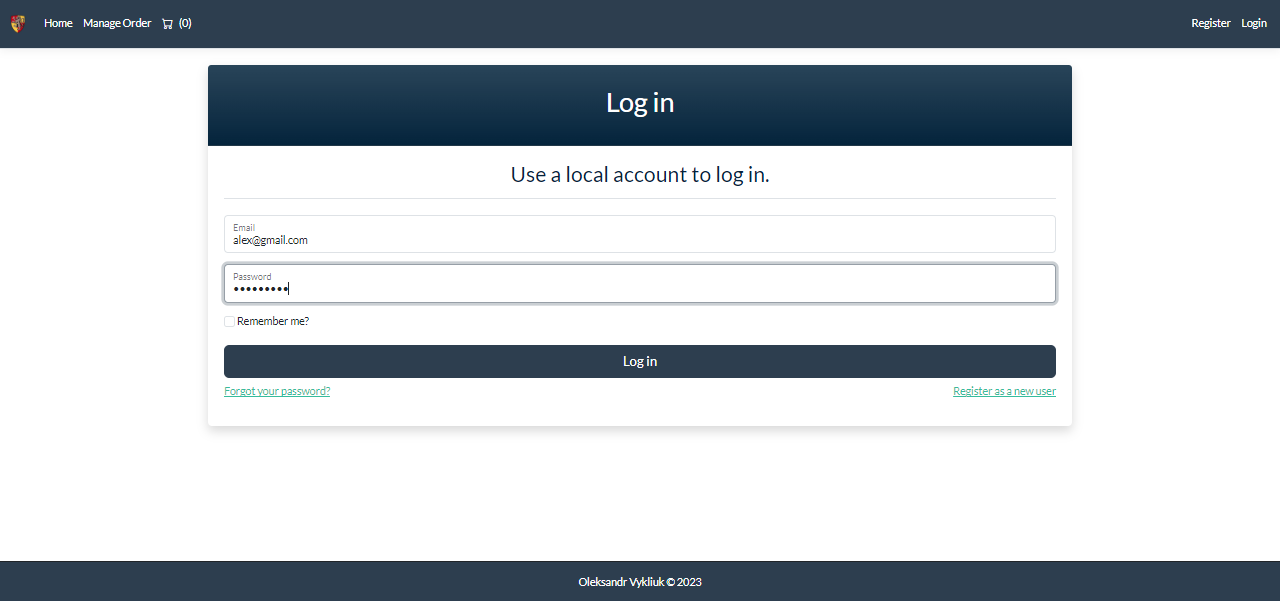 Home Manage Order (0) Register Login
Log in
Use a local account to log in.
Email
alex@gmail.com
Password
•••••••••
Remember me?
Log in
Forgot your password? Register as a new user
Oleksandr Vykliuk © 2023